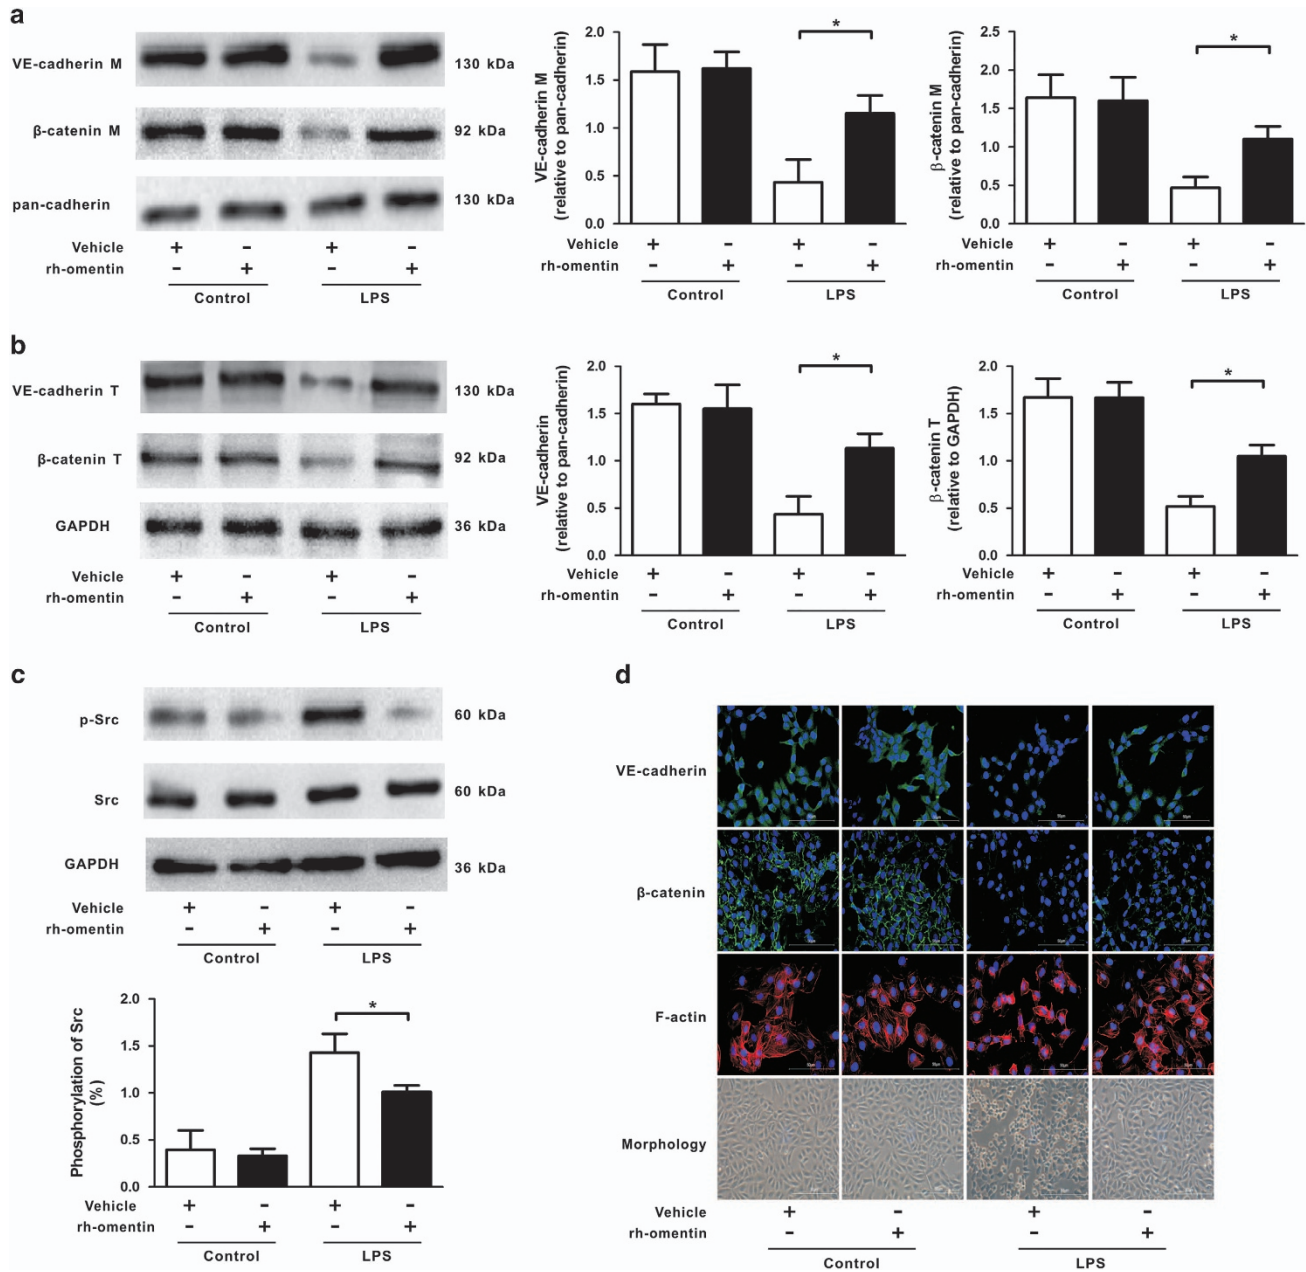 a
VE-cadherin M
130 kDa
β-catenin M
92 kDa
pan-cadherin
130 kDa
Vehicle + - + -
rh-omentin - + - +
Control LPS
VE-cadherin M
(relative to pan-cadherin)
2.0
1.5
1.0
0.5
0.0
*
Vehicle + - + -
rh-omentin - + - +
Control LPS
β-catenin M
(relative to pan-cadherin)
2.5
2.0
1.5
1.0
0.5
0.0
*
Vehicle + - + -
rh-omentin - + - +
Control LPS
b
VE-cadherin T
130 kDa
β-catenin T
92 kDa
GAPDH
36 kDa
Vehicle + - + -
rh-omentin - + - +
Control LPS
VE-cadherin
(relative to pan-cadherin)
2.0
1.5
1.0
0.5
0.0
*
Vehicle + - + -
rh-omentin - + - +
Control LPS
β-catenin T
(relative to GAPDH)
2.0
1.5
1.0
0.5
0.0
*
Vehicle + - + -
rh-omentin - + - +
Control LPS
c
p-Src
60 kDa
Src
60 kDa
GAPDH
36 kDa
Vehicle + - + -
rh-omentin - + - +
Control LPS
Phosphorylation of Src
(%)
2.0
1.5
1.0
0.5
0.0
*
Vehicle + - + -
rh-omentin - + - +
Control LPS
d
VE-cadherin
β-catenin
F-actin
Morphology
Vehicle + - + -
rh-omentin - + - +
Control LPS